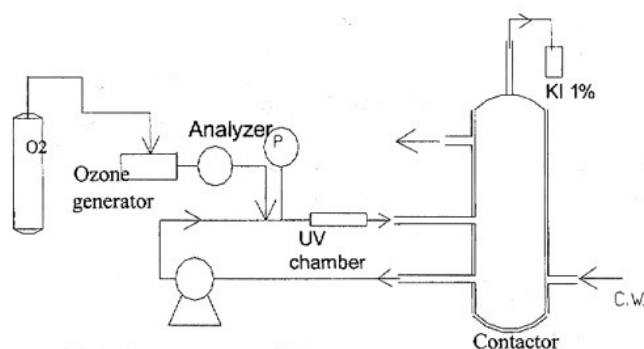 KI 1%
O2
Analyzer
P
Ozone
generator
UV
chamber
C.W.
Contactor